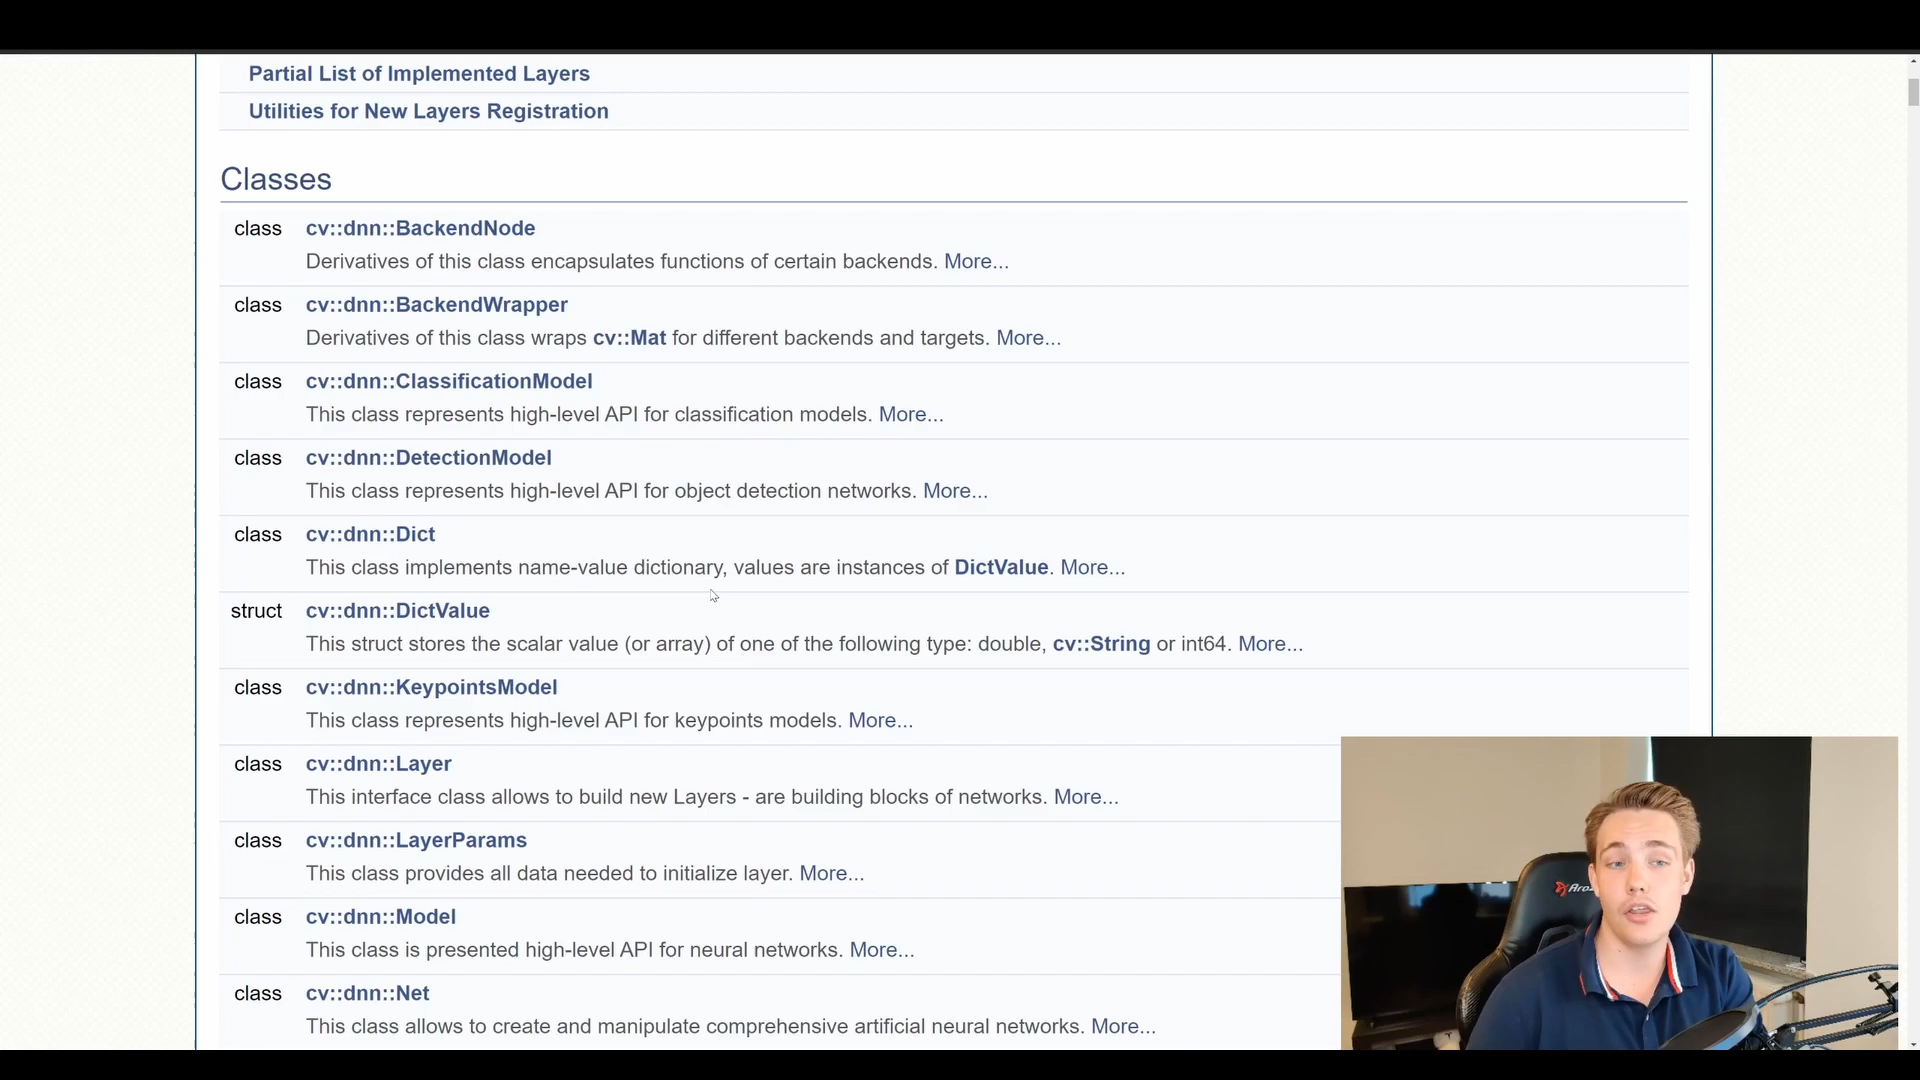 Partial List of Implemented Layers
Utilities for New Layers Registration
Classes
class cv::dnn::BackendNode
Derivatives of this class encapsulates functions of certain backends. More...
class cv::dnn::BackendWrapper
Derivatives of this class wraps cv::Mat for different backends and targets. More...
class cv::dnn::ClassificationModel
This class represents high-level API for classification models. More...
class cv::dnn::DetectionModel
This class represents high-level API for object detection networks. More...
class cv::dnn::Dict
This class implements name-value dictionary, values are instances of DictValue. More...
struct cv::dnn::DictValue
This struct stores the scalar value (or array) of one of the following type: double, cv::String or int64. More...
class cv::dnn::KeypointsModel
This class represents high-level API for keypoints models. More...
class cv::dnn::Layer
This interface class allows to build new Layers - are building blocks of networks. More...
class cv::dnn::LayerParams
This class provides all data needed to initialize layer. More...
class cv::dnn::Model
This class is presented high-level API for neural networks. More...
class cv::dnn::Net
This class allows to create and manipulate comprehensive artificial neural networks. More...